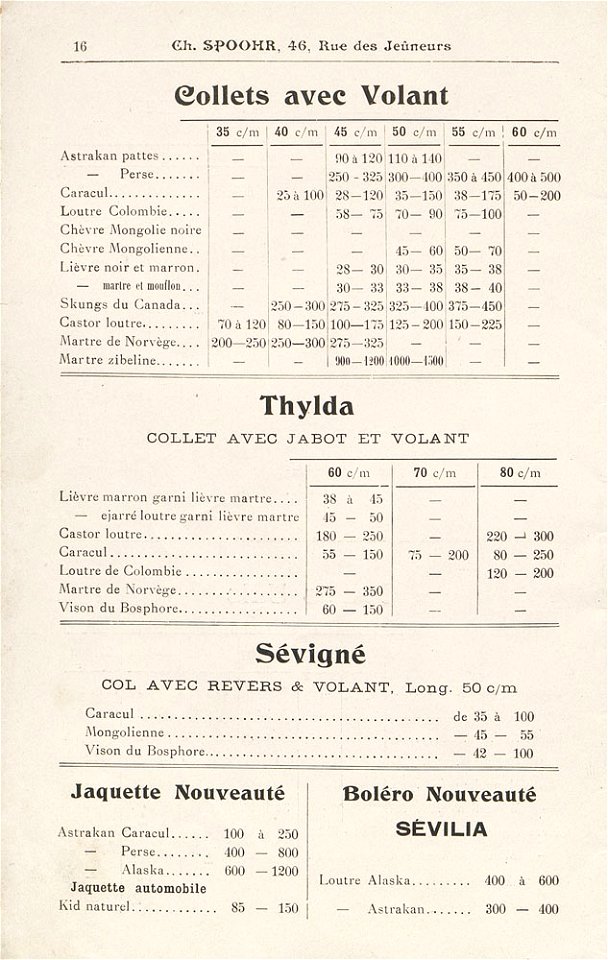 16 Ch. SPOOHR, 46, Rue des Jeûneurs
Collets avec Volant
35 c/m 40 c/m 45 c/m 50 c/m 55 c/m 60 c/m
Astrakan pattes...... — — 90 à 120 110 à 140 — —
— Perse....... — — 250 - 325 300—400 350 à 450 400 à 500
Caracul.............. — 25 à 100 28—120 35—150 38—175 50—200
Loutre Colombie..... — — 58— 75 70— 90 75—100 —
Chèvre Mongolie noire — — — — — —
Chèvre Mongolienne.. — — — 45— 60 50— 70 —
Lièvre noir et marron. — — 28— 30 30— 35 35— 38 —
— martre et mouflon... — — 30— 33 33— 38 38— 40 —
Skungs du Canada... — 250—300 275—325 325—400 375—450 —
Castor loutre......... 70 à 120 80—150 100—175 125—200 150—225 —
Martre de Norvège.... 200—250 250—300 275—325 — — —
Martre zibeline....... — — 900—1200 1000—1500 — —
Thylda
COLLET AVEC JABOT ET VOLANT
60 c/m 70 c/m 80 c/m
Lièvre marron garni lièvre martre.... 38 à 45 — —
— ejarré loutre garni lièvre martre 45 — 50 — —
Castor loutre...................... 180 — 250 — 220 — 300
Caracul........................... 55 — 150 75 — 200 80 — 250
Loutre de Colombie ................ — — 120 — 200
Martre de Norvège.................. 275 — 350 — —
Vison du Bosphore................. 60 — 150 — —
Sévigné
COL AVEC REVERS & VOLANT, Long. 50 c/m
Caracul ........................................ de 35 à 100
Mongolienne .................................... — 45 — 55
Vison du Bosphore............................... — 42 — 100
Jaquette Nouveauté
Astrakan Caracul...... 100 à 250
— Perse........ 400 — 800
— Alaska....... 600 —1200
Jaquette automobile
Kid naturel............. 85 — 150
Boléro Nouveauté
SÉVILIA
Loutre Alaska......... 400 à 600
— Astrakan....... 300 — 400